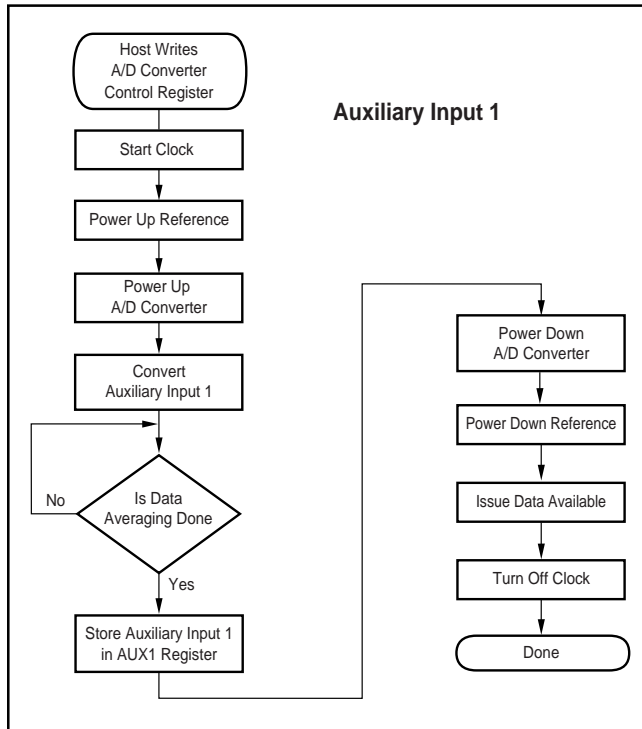 Host Writes
A/D Converter
Control Register
Auxiliary Input 1
Start Clock
Power Up Reference
Power Up
A/D Converter
Convert
Auxiliary Input 1
No
Is Data
Averaging Done
Yes
Store Auxiliary Input 1
in AUX1 Register
Power Down
A/D Converter
Power Down Reference
Issue Data Available
Turn Off Clock
Done